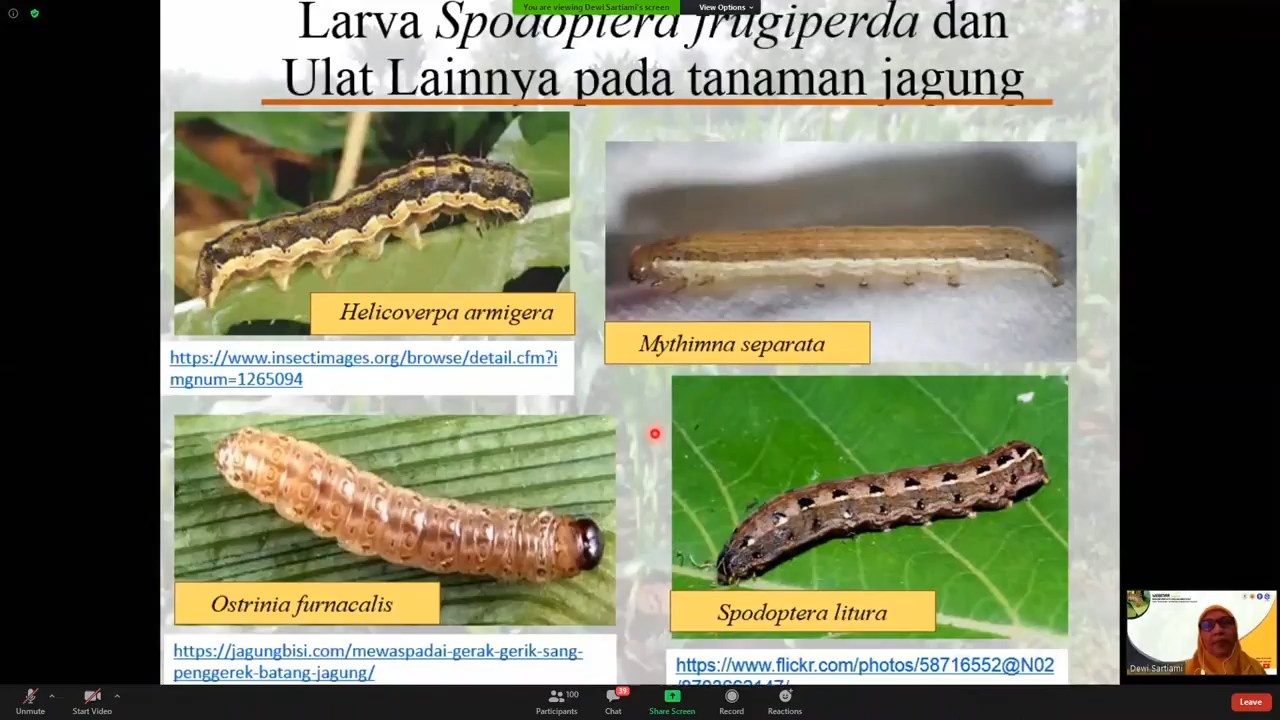 You are viewing Dewi Sartiami's screen
View Options
Larva Spodoptera frugiperda dan
Ulat Lainnya pada tanaman jagung
Helicoverpa armigera
https://www.insectimages.org/browse/detail.cfm?i
mgnum=1265094
Mythimna separata
Ostrinia furnacalis
https://jagungbisi.com/mewaspadai-gerak-gerik-sang-
penggerek-batang-jagung/
Spodoptera litura
https://www.flickr.com/photos/58716552@N02
Dewi Sartiami
Unmute
Start Video
100
Participants
39
Chat
Share Screen
Record
Reactions
Leave